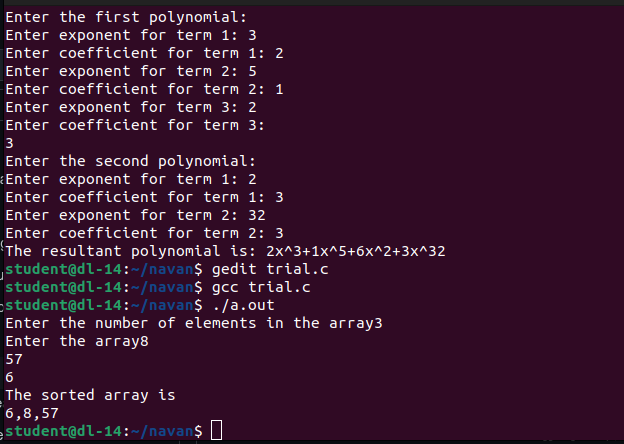 Enter the first polynomial:
Enter exponent for term 1: 3
Enter coefficient for term 1: 2
Enter exponent for term 2: 5
Enter coefficient for term 2: 1
Enter exponent for term 3: 2
Enter coefficient for term 3:
3
Enter the second polynomial:
Enter exponent for term 1: 2
Enter coefficient for term 1: 3
Enter exponent for term 2: 32
Enter coefficient for term 2: 3
The resultant polynomial is: 2x^3+1x^5+6x^2+3x^32
student@dl-14:~/navan$ gedit trial.c
student@dl-14:~/navan$ gcc trial.c
student@dl-14:~/navan$ ./a.out
Enter the number of elements in the array3
Enter the array8
57
6
The sorted array is
6,8,57
student@dl-14:~/navan$